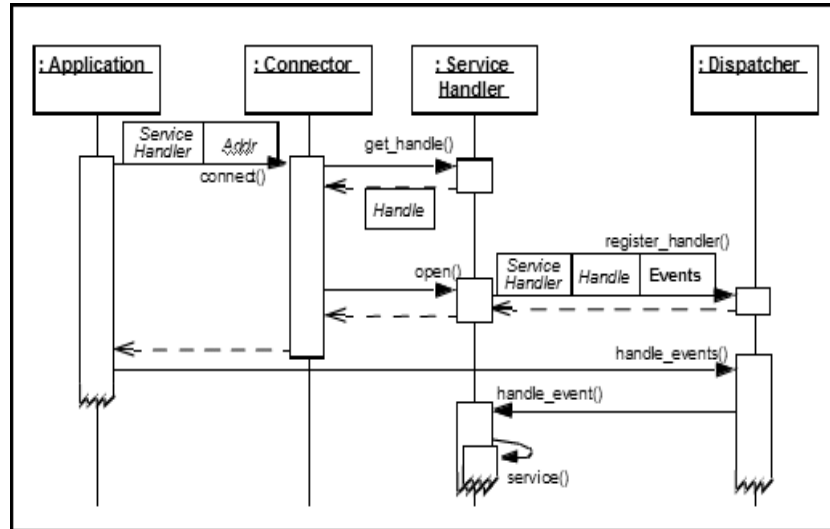 : Application
: Connector
: Service
Handler
: Dispatcher
Service
Handler
Addr
connect()
get_handle()
Handle
register_handler()
open()
Service
Handler
Handle
Events
handle_events()
handle_event()
service()